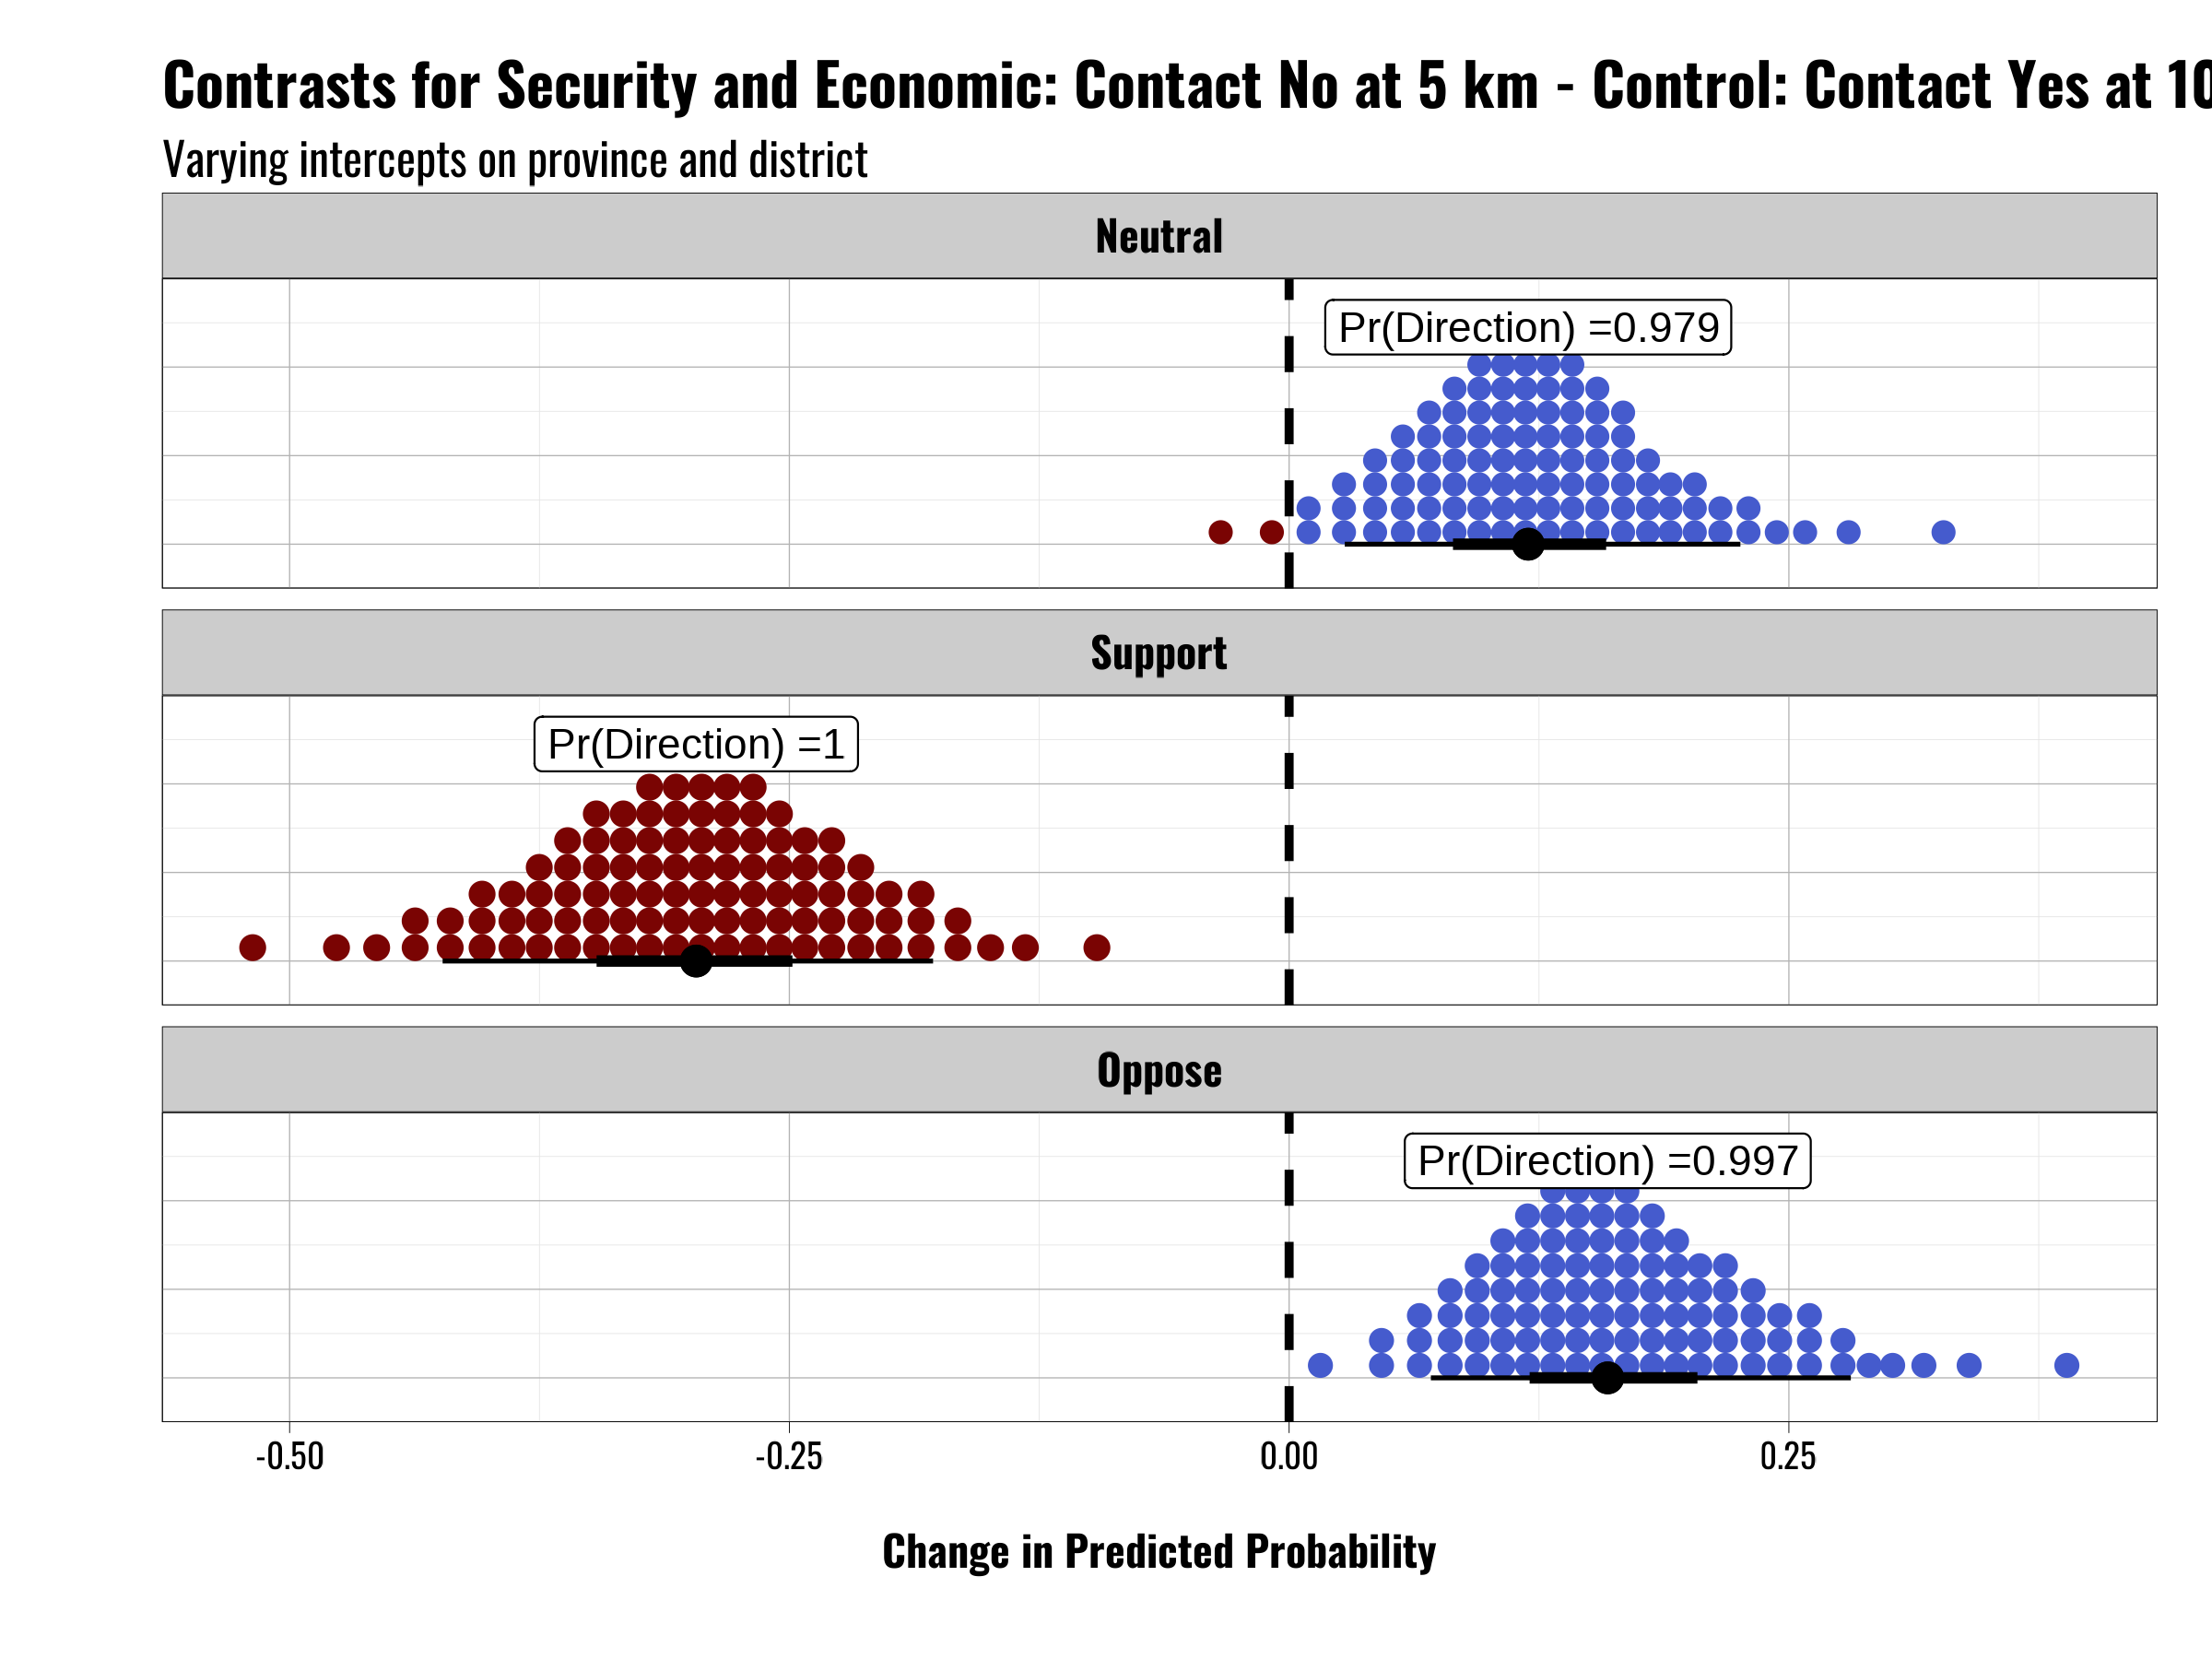 Contrasts for Security and Economic: Contact No at 5 km - Control: Contact Yes at 10
Varying intercepts on province and district
Neutral
Pr(Direction) =0.979
Support
Pr(Direction) =1
Oppose
Pr(Direction) =0.997
-0.50 -0.25 0.00 0.25
Change in Predicted Probability